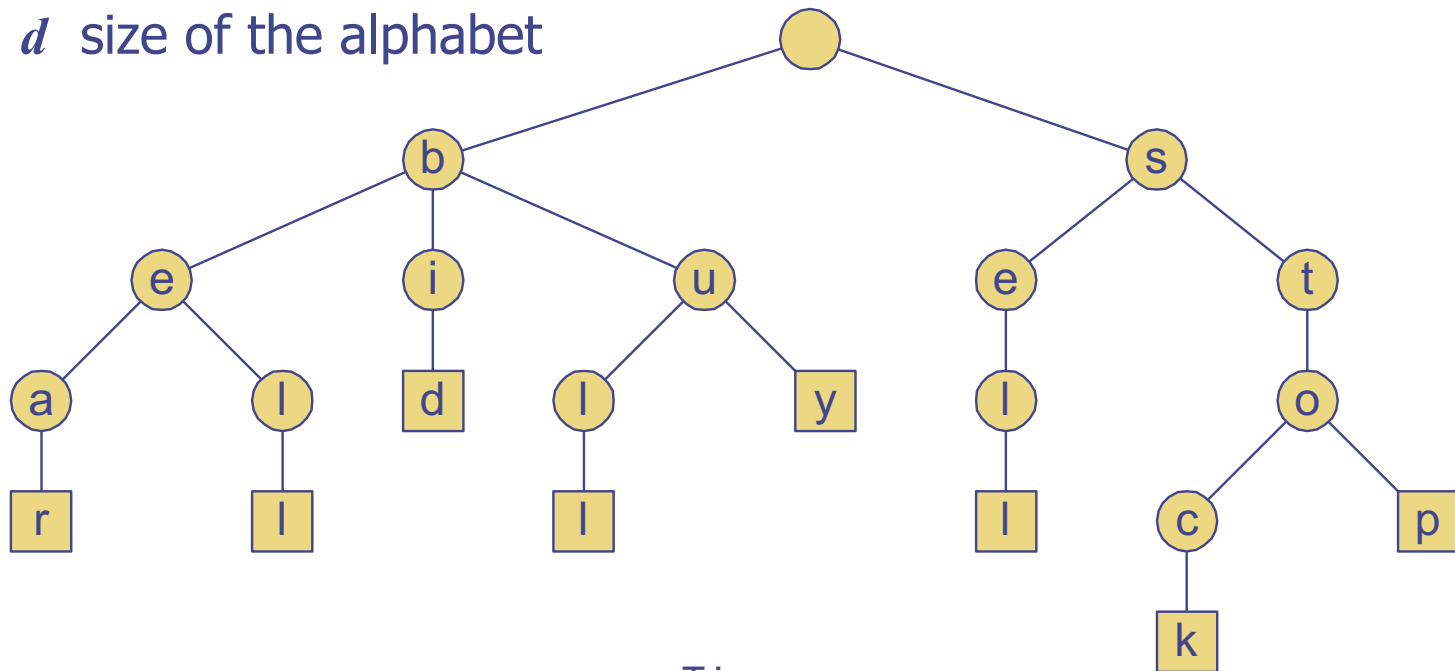 d size of the alphabet
b s
e i u e t
a l d l y l o
r l l l c p
k